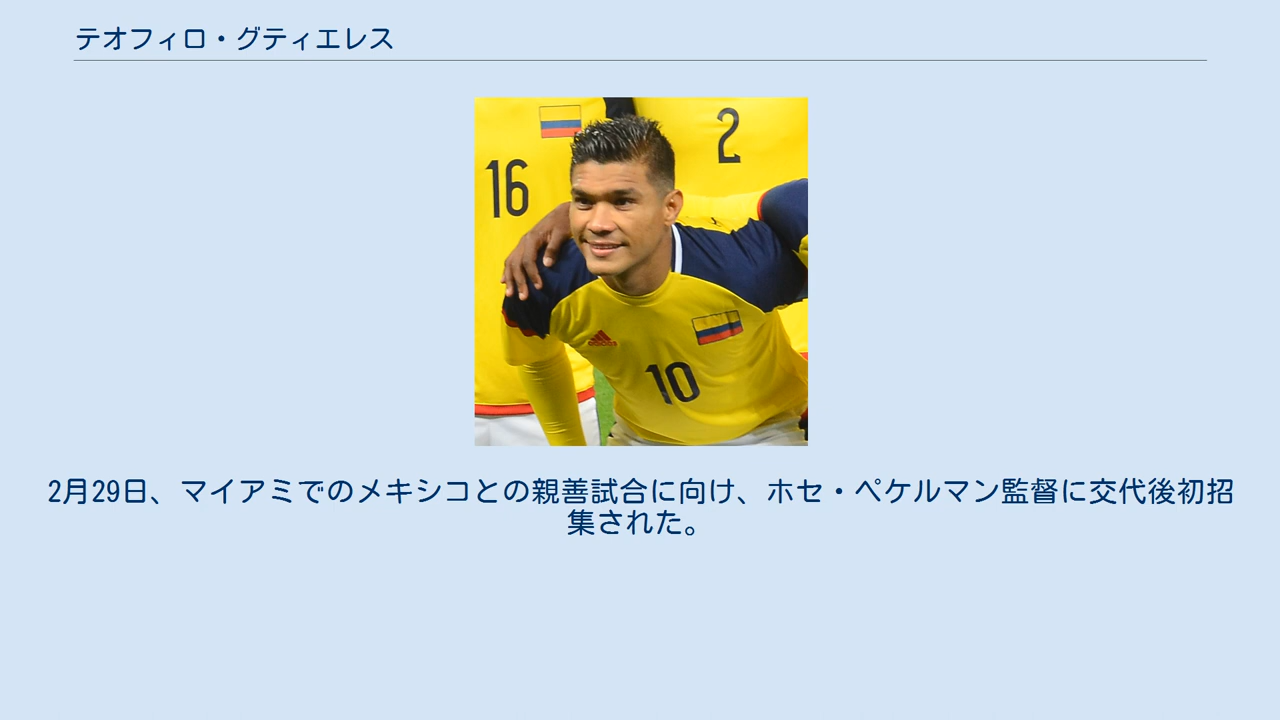 テオフィロ・グティエレス
16
2
10
2月29日、マイアミでのメキシコとの親善試合に向け、ホセ・ペケルマン監督に交代後初招
集された。